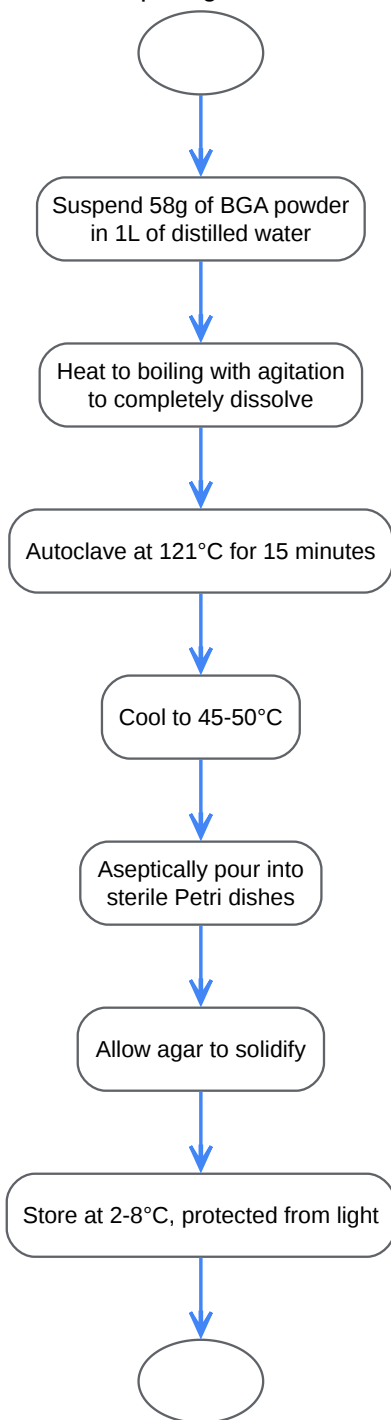 Suspend 58g of BGA powder
in 1L of distilled water
Heat to boiling with agitation
to completely dissolve
Autoclave at 121°C for 15 minutes
Cool to 45-50°C
Aseptically pour into
sterile Petri dishes
Allow agar to solidify
Store at 2-8°C, protected from light